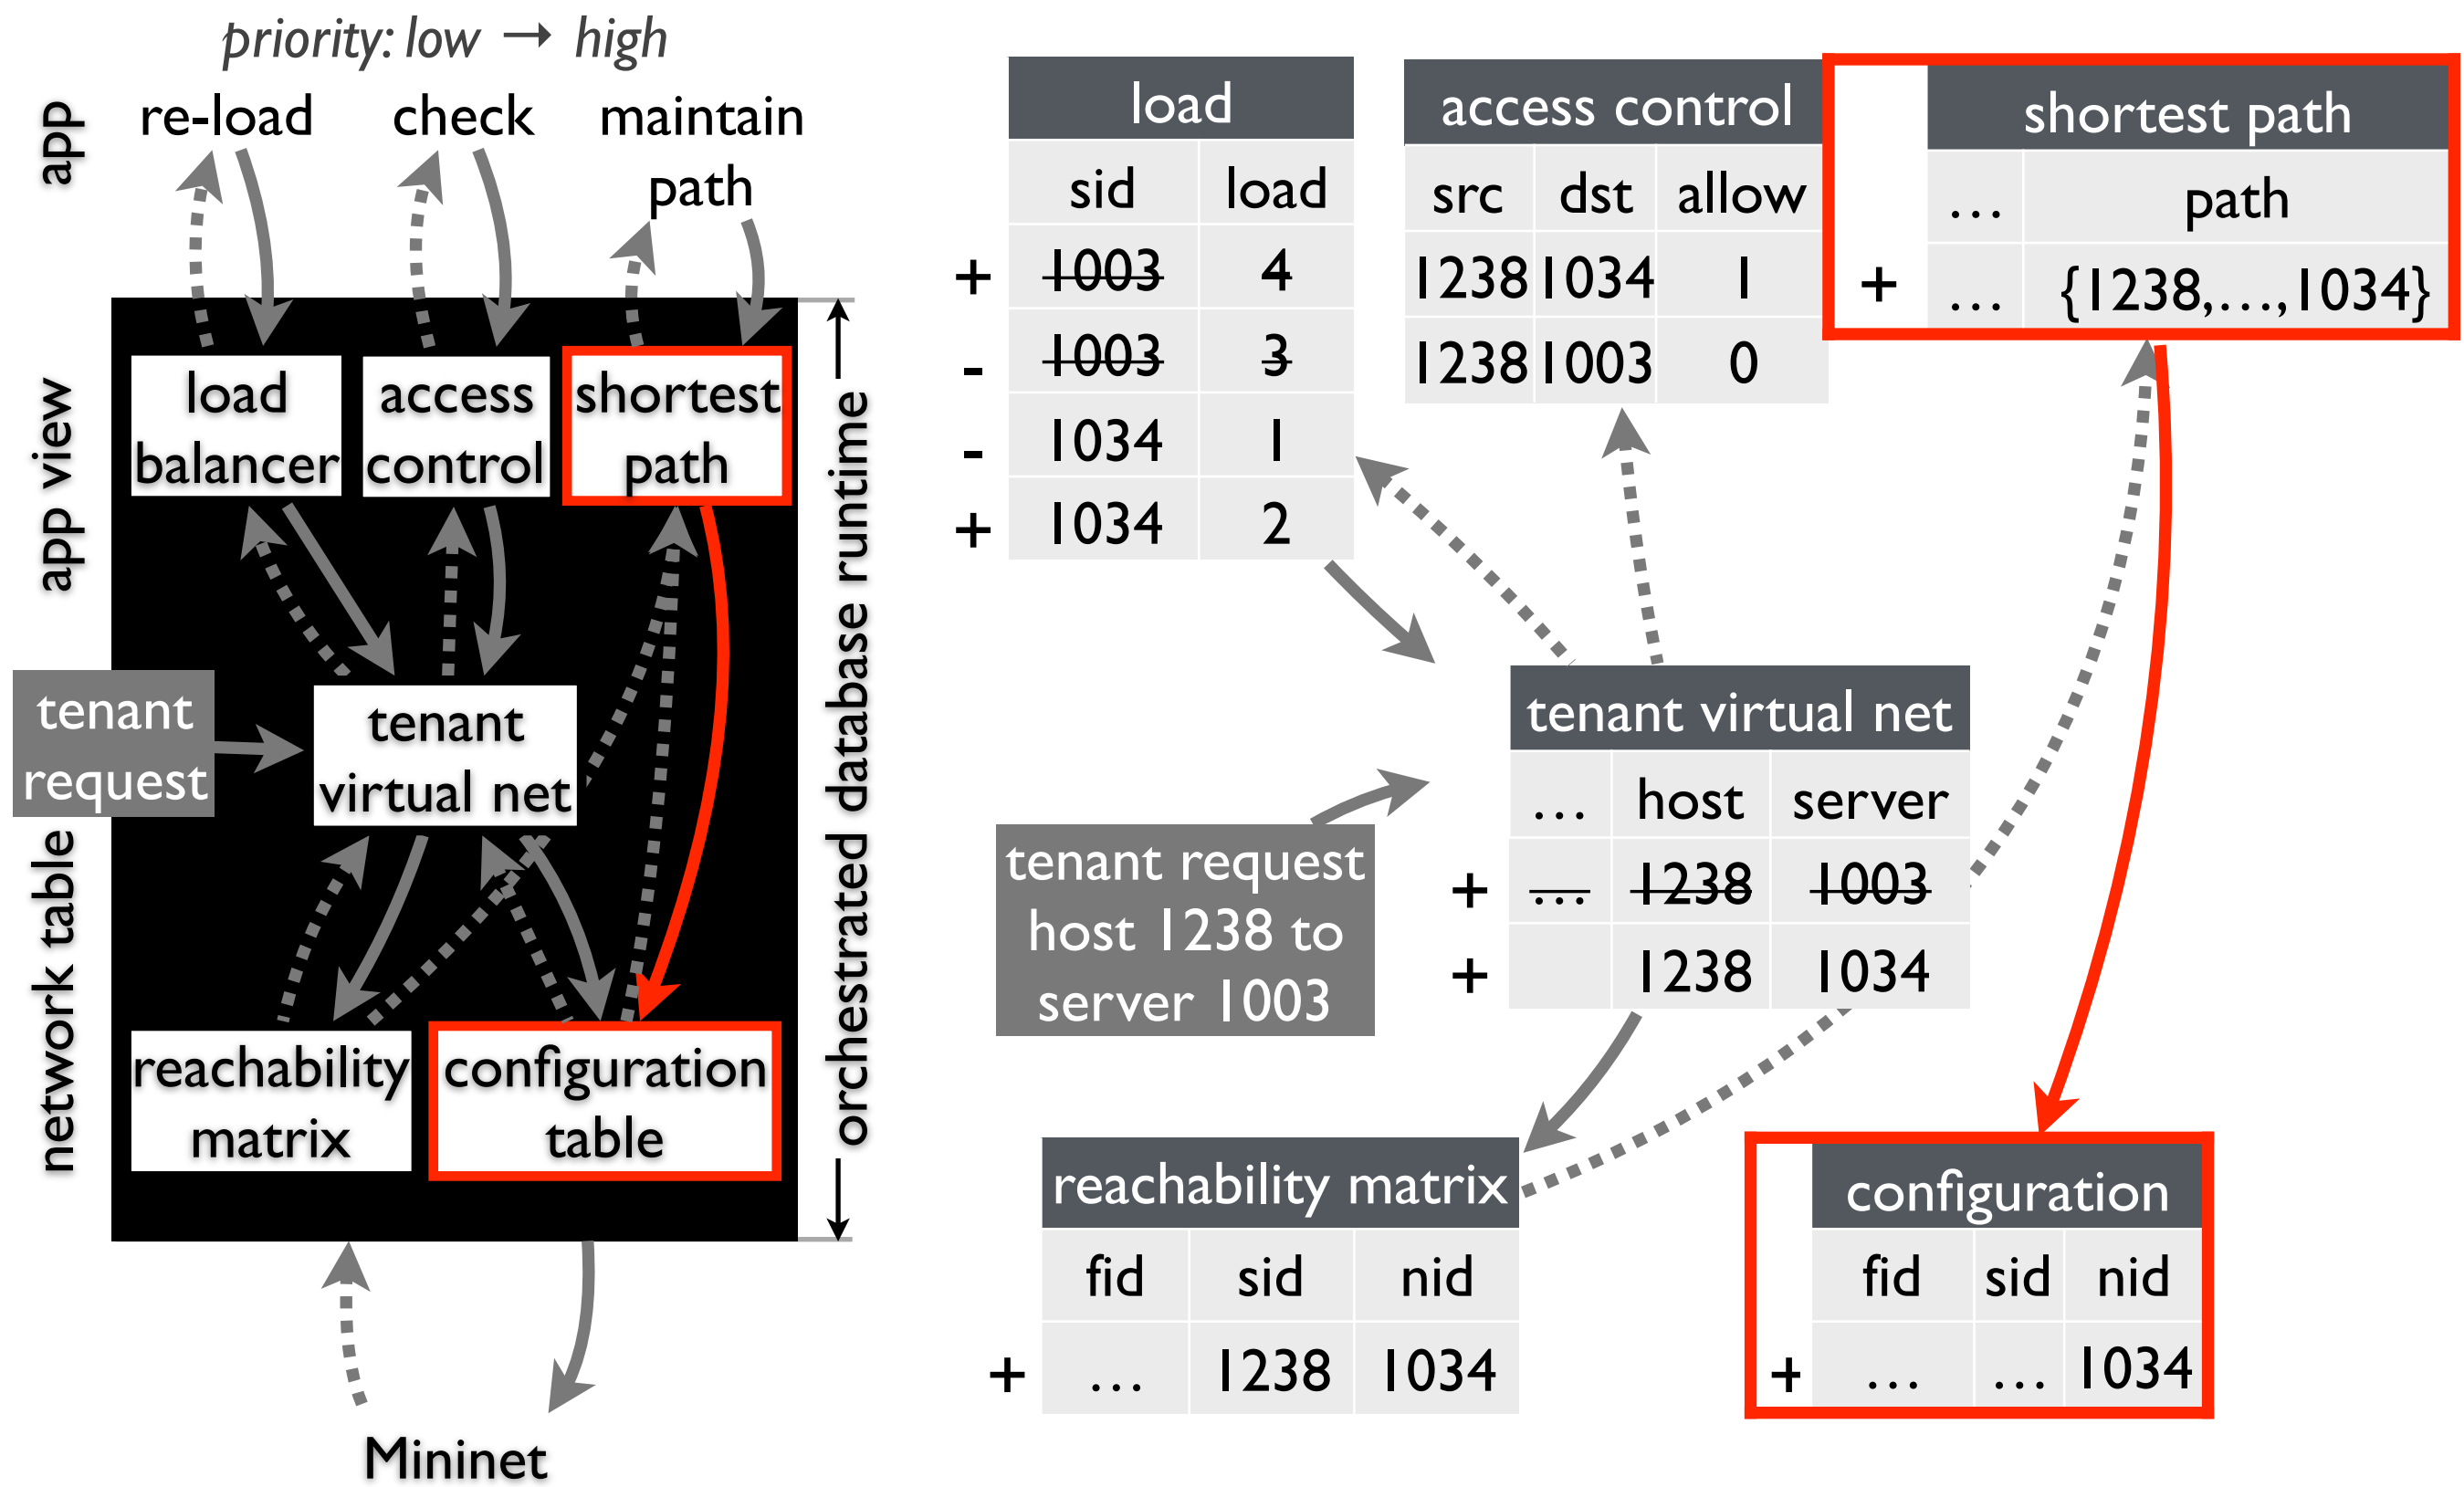 priority: low → high
re-load
check
maintain
path
app
app view
network table
load
balancer
access
control
shortest
path
tenant
request
tenant
virtual net
reachability
matrix
configuration
table
orchestrated database runtime
Mininet
load
sid load
+ 1003 4
- 1003 3
- 1034 1
+ 1034 2
access control
src dst allow
1238 1034 1
1238 1003 0
shortest path
... path
+ ... {1238,...,1034}
tenant virtual net
... host server
+ ... 1238 1003
+ 1238 1034
tenant request
host 1238 to
server 1003
reachability matrix
fid sid nid
+ ... 1238 1034
configuration
fid sid nid
+ ... ... 1034